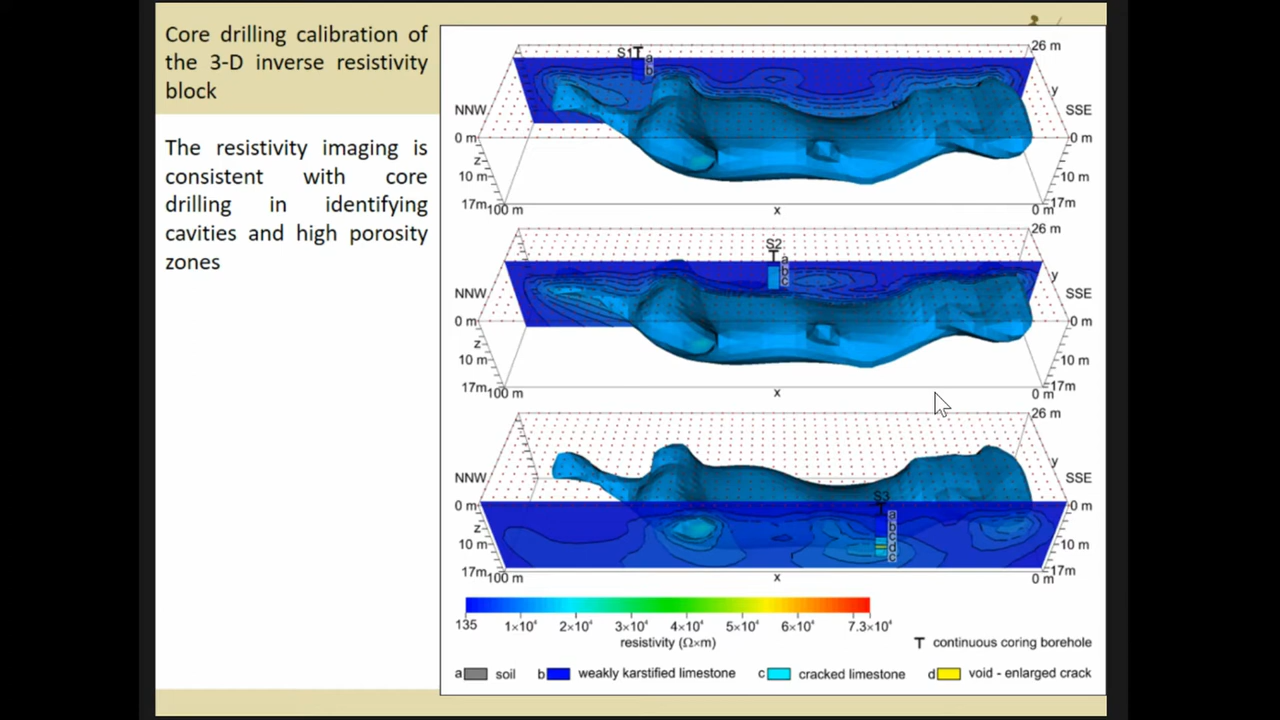 Core drilling calibration of
the 3-D inverse resistivity
block
The resistivity imaging is
consistent with core
drilling in identifying
cavities and high porosity
zones
S1
a
b
26 m
y
NNW
SSE
0 m
0 m
z
10 m
10 m
17m
100 m
x
0 m
17m
S2
a
b
c
26 m
y
NNW
SSE
0 m
0 m
z
10 m
10 m
17m
100 m
x
0 m
17m
26 m
y
NNW
SSE
S3
0 m
0 m
a
b
c
d
c
z
10 m
10 m
17m
100 m
x
0 m
17m
135 1×10⁴ 2×10⁴ 3×10⁴ 4×10⁴ 5×10⁴ 6×10⁴ 7.3×10⁴
resistivity (Ω×m)
T continuous coring borehole
a soil b weakly karstified limestone c cracked limestone d void - enlarged crack